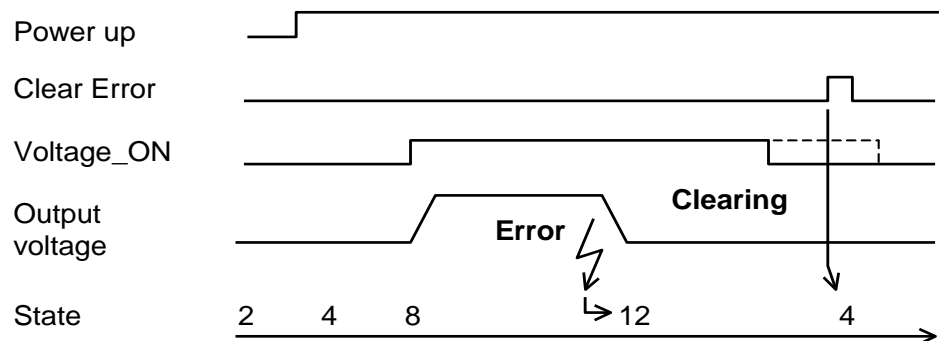 Power up
Clear Error
Voltage_ON
Clearing
Output
voltage
Error
State 2 4 8 12 4